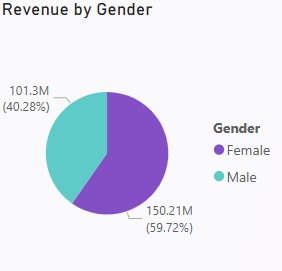 Revenue by Gender
101.3M
(40.28%)
Gender
Female
Male
150.21M
(59.72%)